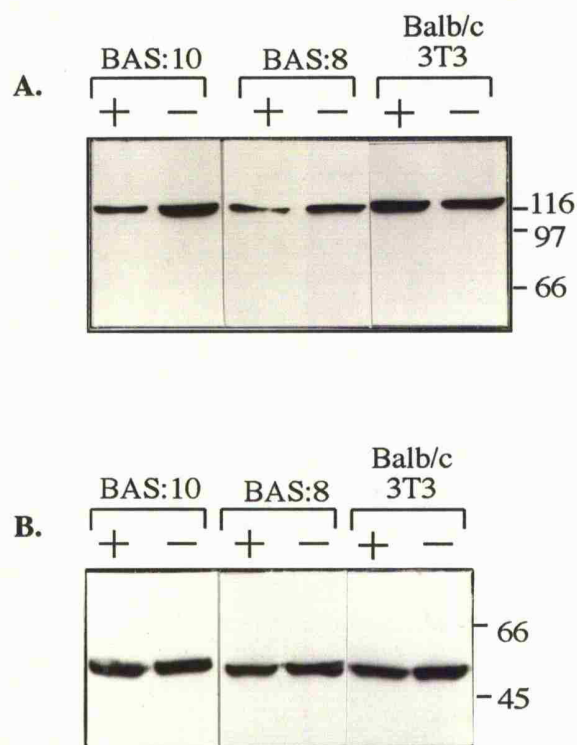 Balb/c
BAS:10 BAS:8 3T3
A.
+ − + − + −
116
97
66
Balb/c
BAS:10 BAS:8 3T3
B.
+ − + − + −
66
45